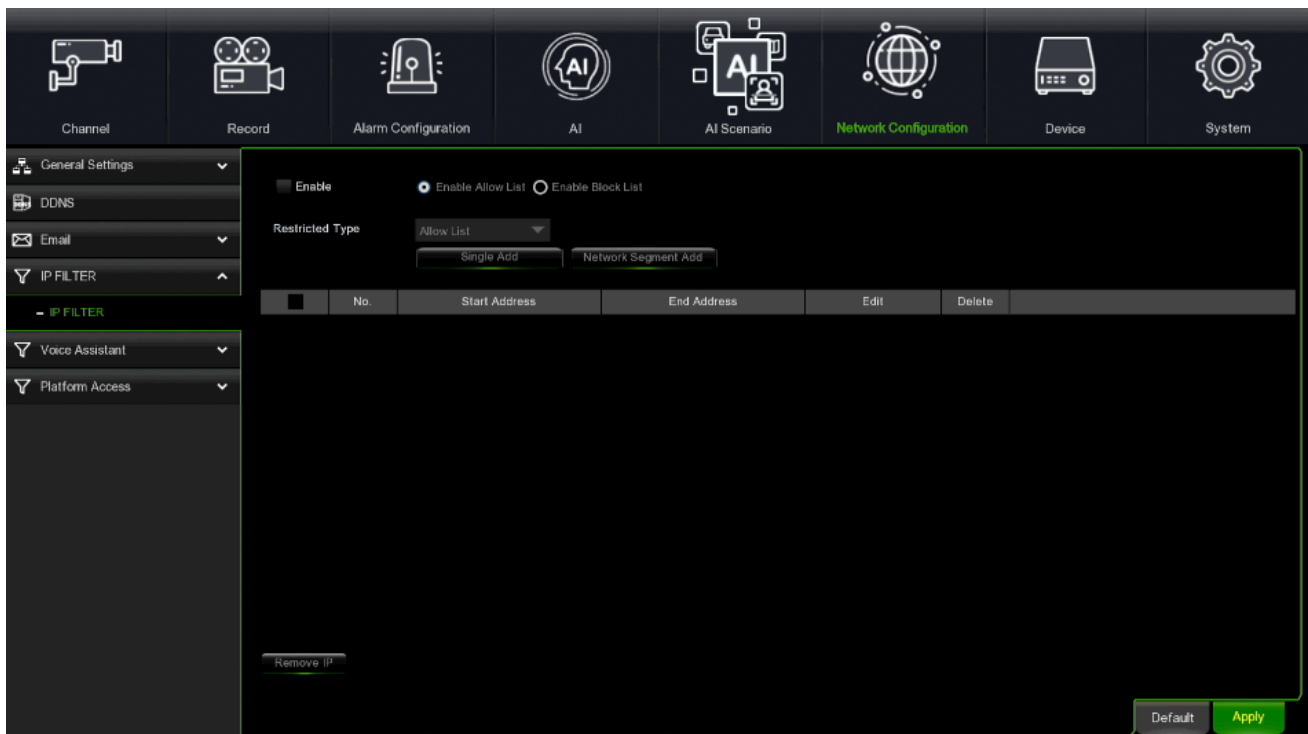 Channel Record Alarm Configuration AI AI Scenario Network Configuration Device System
General Settings
DDNS
Email
IP FILTER
IP FILTER
Voice Assistant
Platform Access
Enable Enable Allow List Enable Block List
Restricted Type Allow List
Single Add Network Segment Add
No. Start Address End Address Edit Delete
Remove IP
Default Apply